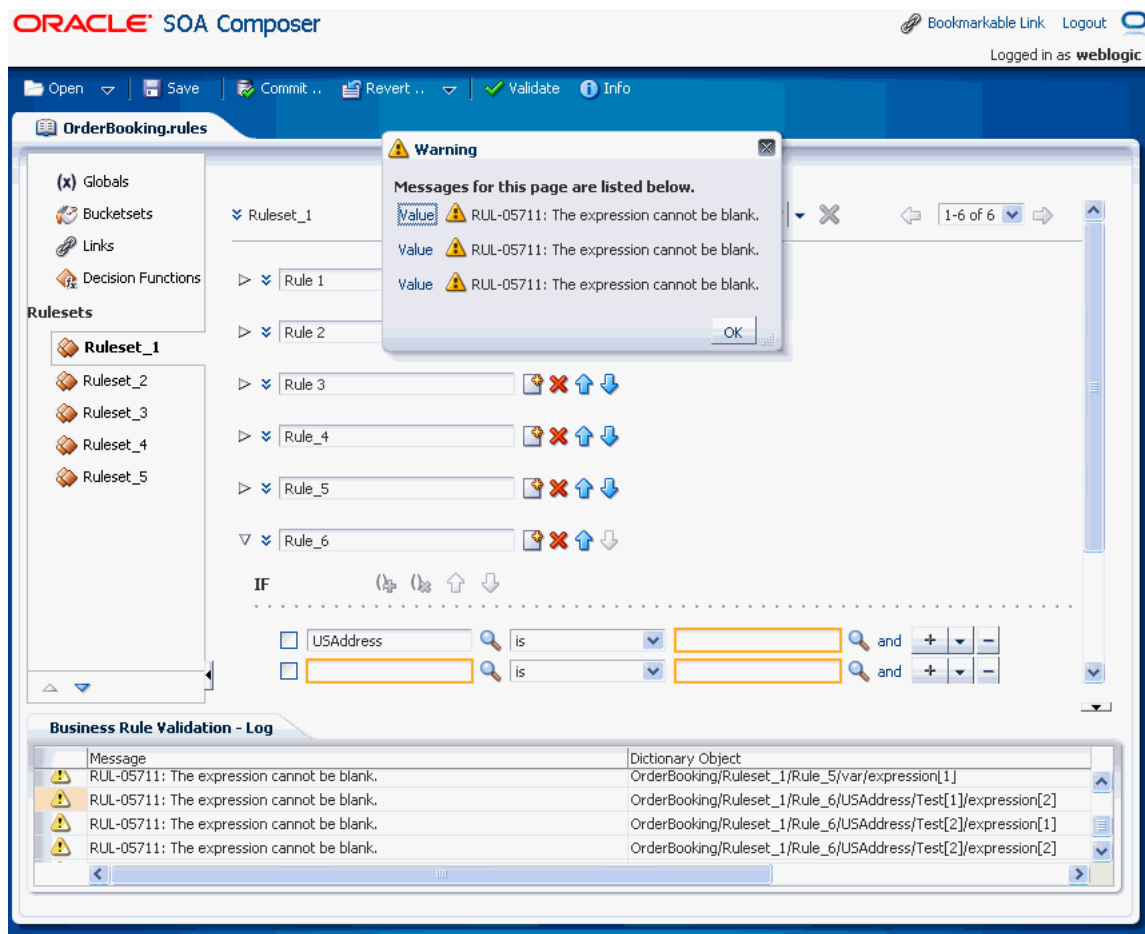 ORACLE SOA Composer
Bookmarkable Link Logout
Logged in as weblogic
Open Save Commit .. Revert .. Validate Info
OrderBooking.rules
(x) Globals
Bucketsets
Links
Decision Functions
Rulesets
Ruleset_1
Ruleset_2
Ruleset_3
Ruleset_4
Ruleset_5
Ruleset_1
1-6 of 6
Warning
Messages for this page are listed below.
Value RUL-05711: The expression cannot be blank.
Value RUL-05711: The expression cannot be blank.
Value RUL-05711: The expression cannot be blank.
OK
Rule 1
Rule 2
Rule 3
Rule_4
Rule_5
Rule_6
IF
USAddress is and
is and
Business Rule Validation - Log
Message Dictionary Object
RUL-05711: The expression cannot be blank. OrderBooking/Ruleset_1/Rule_5/var/expression[1]
RUL-05711: The expression cannot be blank. OrderBooking/Ruleset_1/Rule_6/USAddress/Test[1]/expression[2]
RUL-05711: The expression cannot be blank. OrderBooking/Ruleset_1/Rule_6/USAddress/Test[2]/expression[1]
RUL-05711: The expression cannot be blank. OrderBooking/Ruleset_1/Rule_6/USAddress/Test[2]/expression[2]